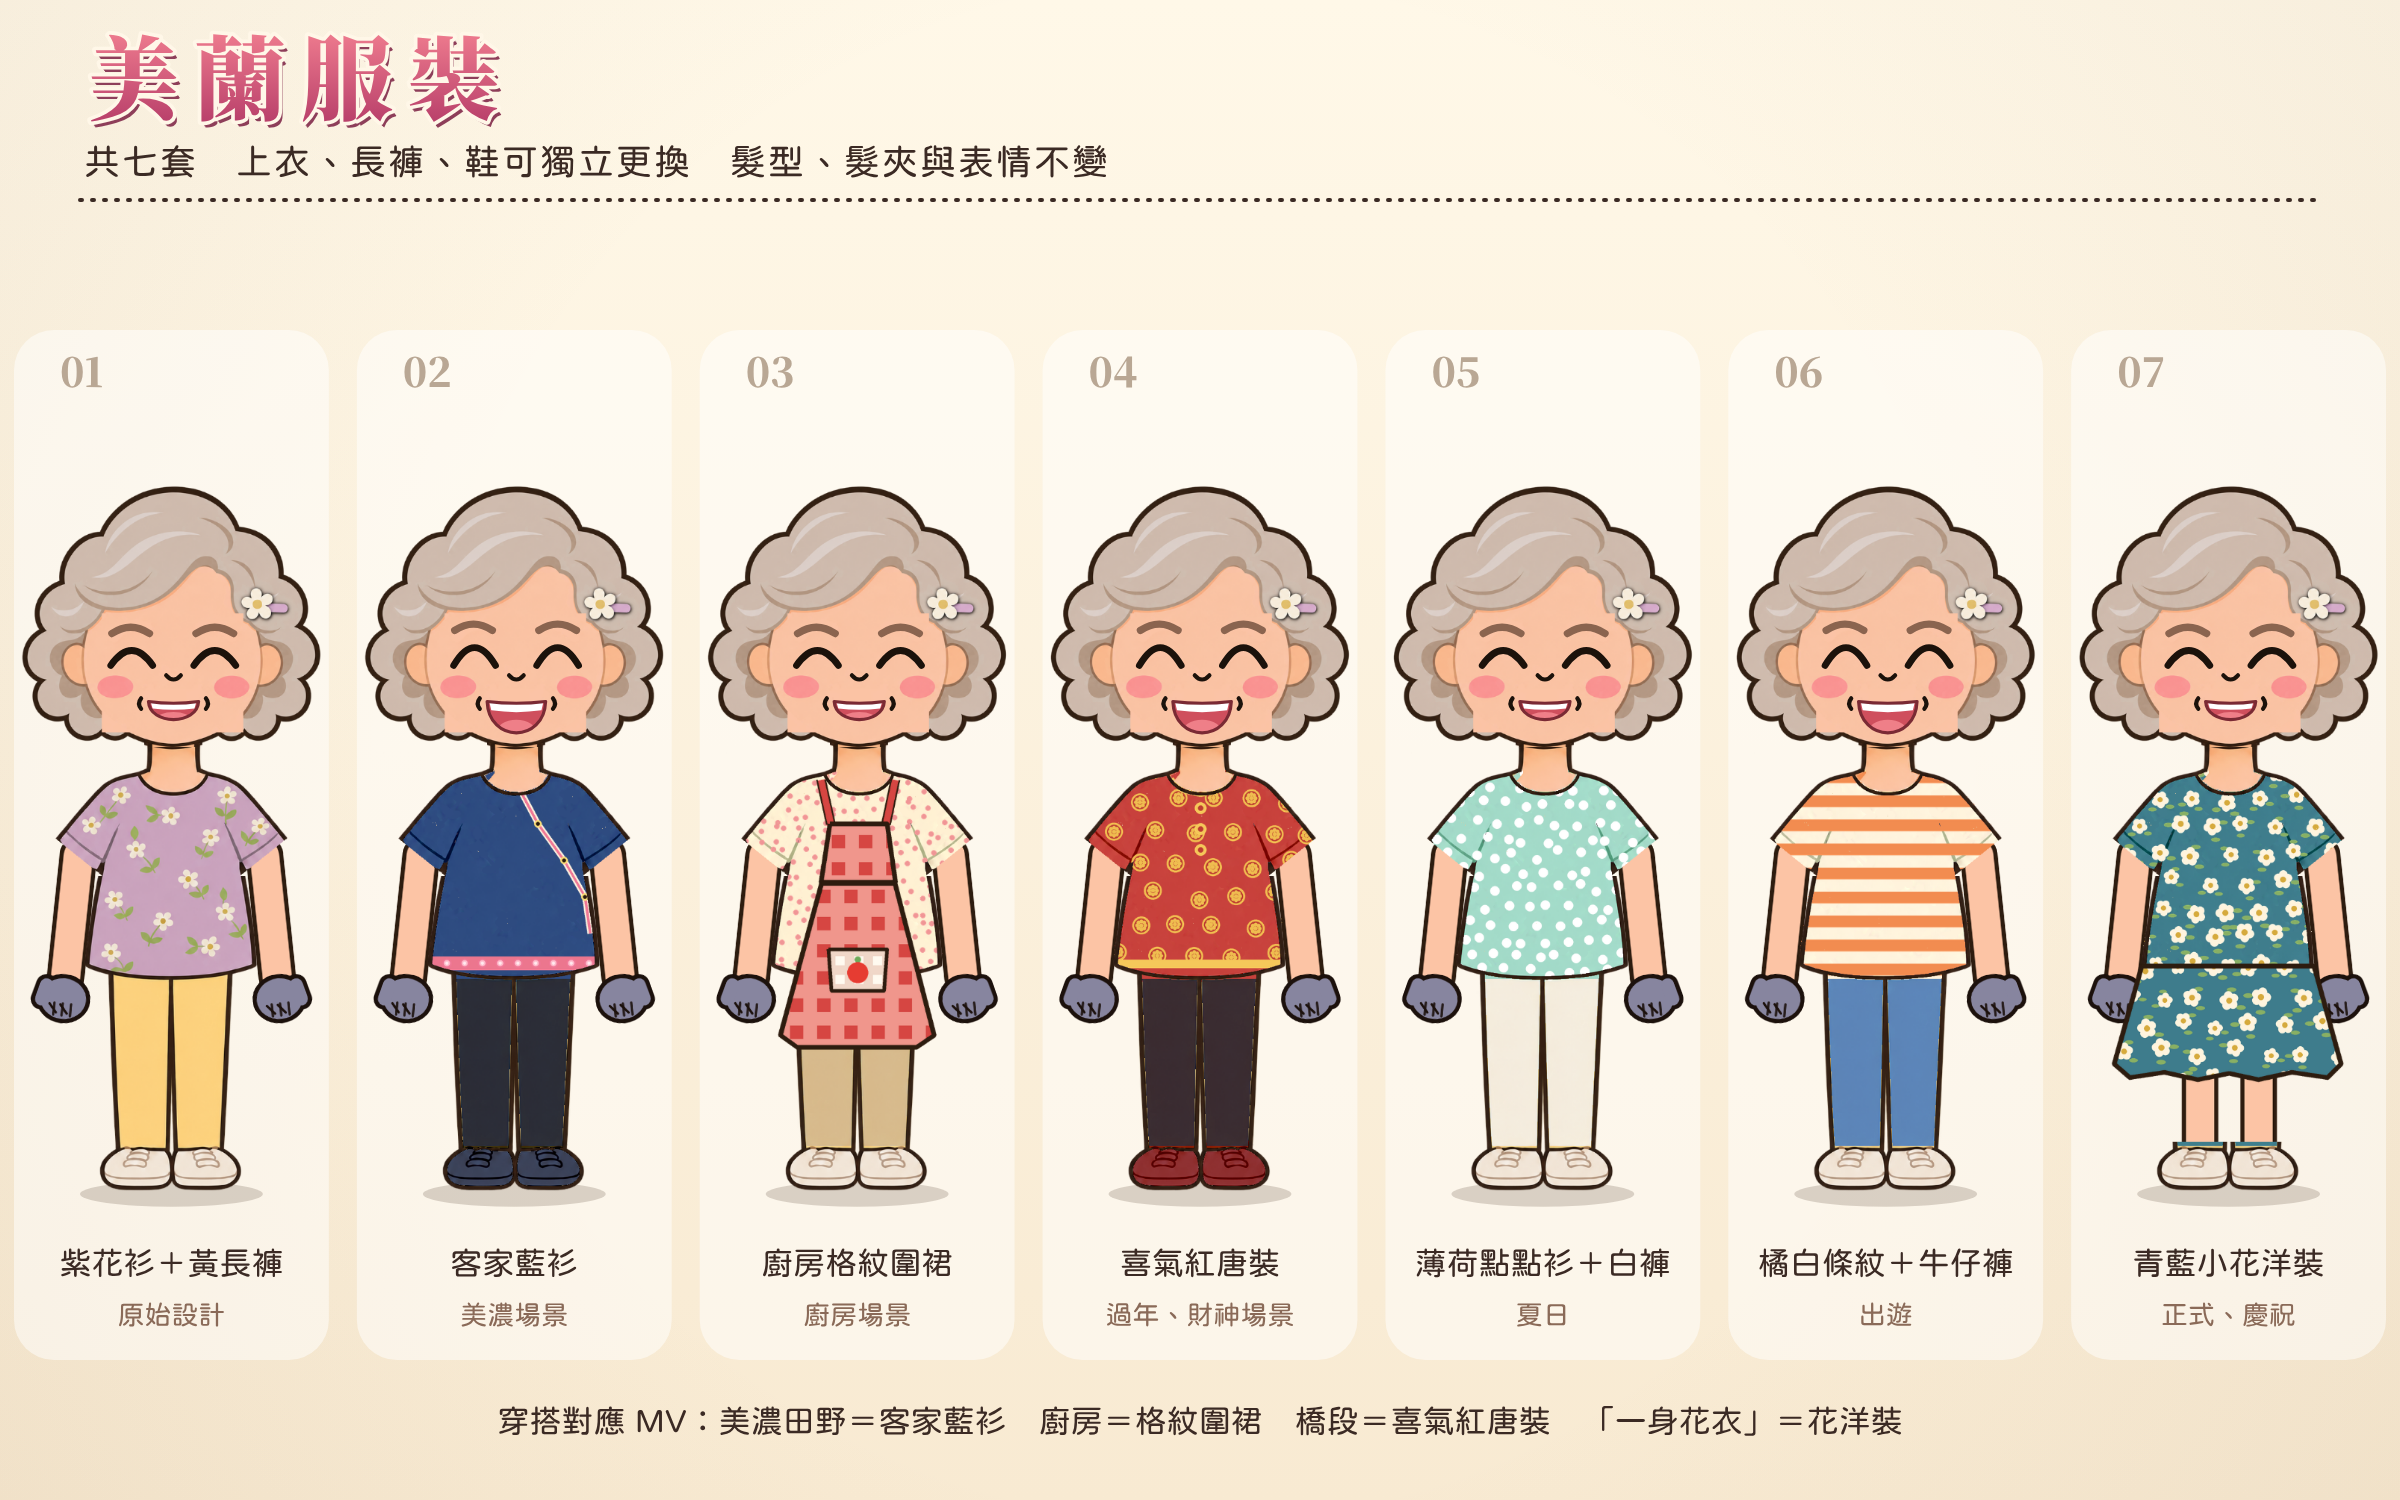 美蘭服裝
共七套　上衣、長褲、鞋可獨立更換　髮型、髮夾與表情不變
01
紫花衫＋黃長褲
原始設計
02
客家藍衫
美濃場景
03
廚房格紋圍裙
廚房場景
04
喜氣紅唐裝
過年、財神場景
05
薄荷點點衫＋白褲
夏日
06
橘白條紋＋牛仔褲
出遊
07
青藍小花洋裝
正式、慶祝
穿搭對應 MV：美濃田野＝客家藍衫　廚房＝格紋圍裙　橋段＝喜氣紅唐裝　「一身花衣」＝花洋裝